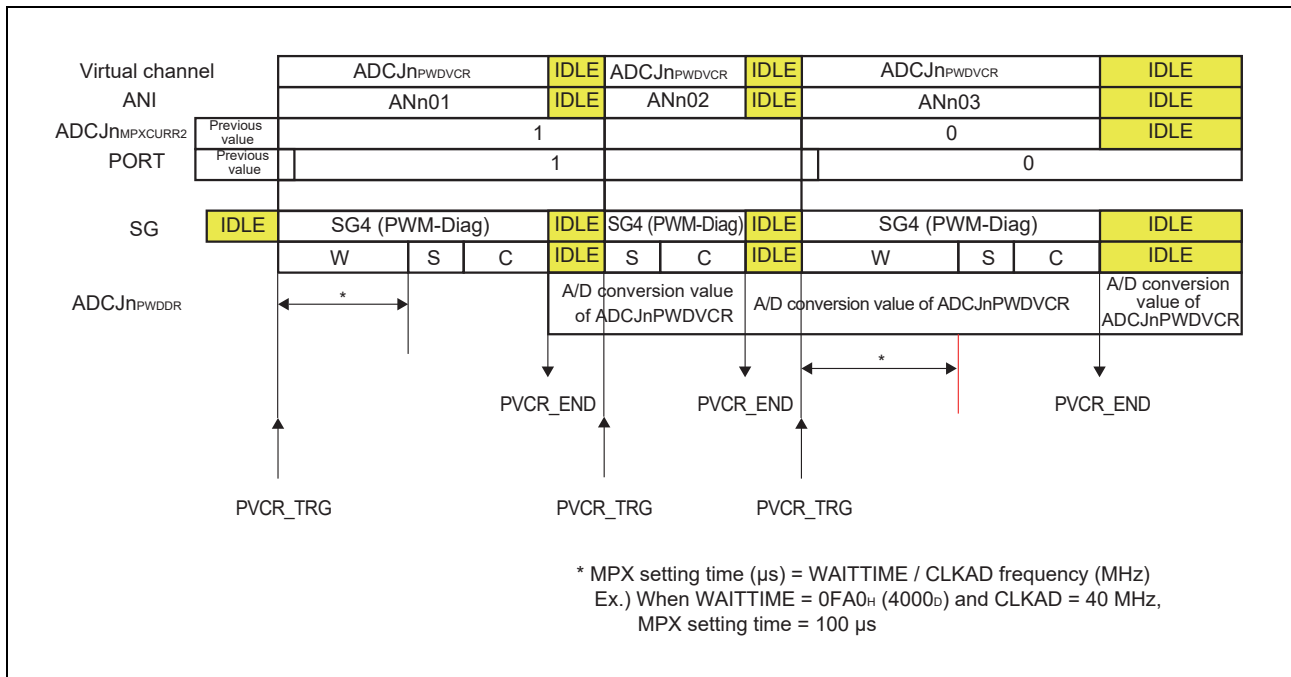 Virtual channel ADCJnPWDVCR IDLE ADCJnPWDVCR IDLE ADCJnPWDVCR IDLE
ANI ANn01 IDLE ANn02 IDLE ANn03 IDLE
ADCJnMPXCURR2 Previous value 1 0 IDLE
PORT Previous value 1 0
SG IDLE SG4 (PWM-Diag) IDLE SG4 (PWM-Diag) IDLE SG4 (PWM-Diag) IDLE
W S C IDLE S C IDLE W S C IDLE
ADCJnPWDDR
A/D conversion value
of ADCJnPWDVCR
A/D conversion value of ADCJnPWDVCR
A/D conversion
value of
ADCJnPWDVCR
* *
PVCR_END PVCR_END PVCR_END
PVCR_TRG PVCR_TRG PVCR_TRG
* MPX setting time (µs) = WAITTIME / CLKAD frequency (MHz)
Ex.) When WAITTIME = 0FA0H (4000D) and CLKAD = 40 MHz,
MPX setting time = 100 µs